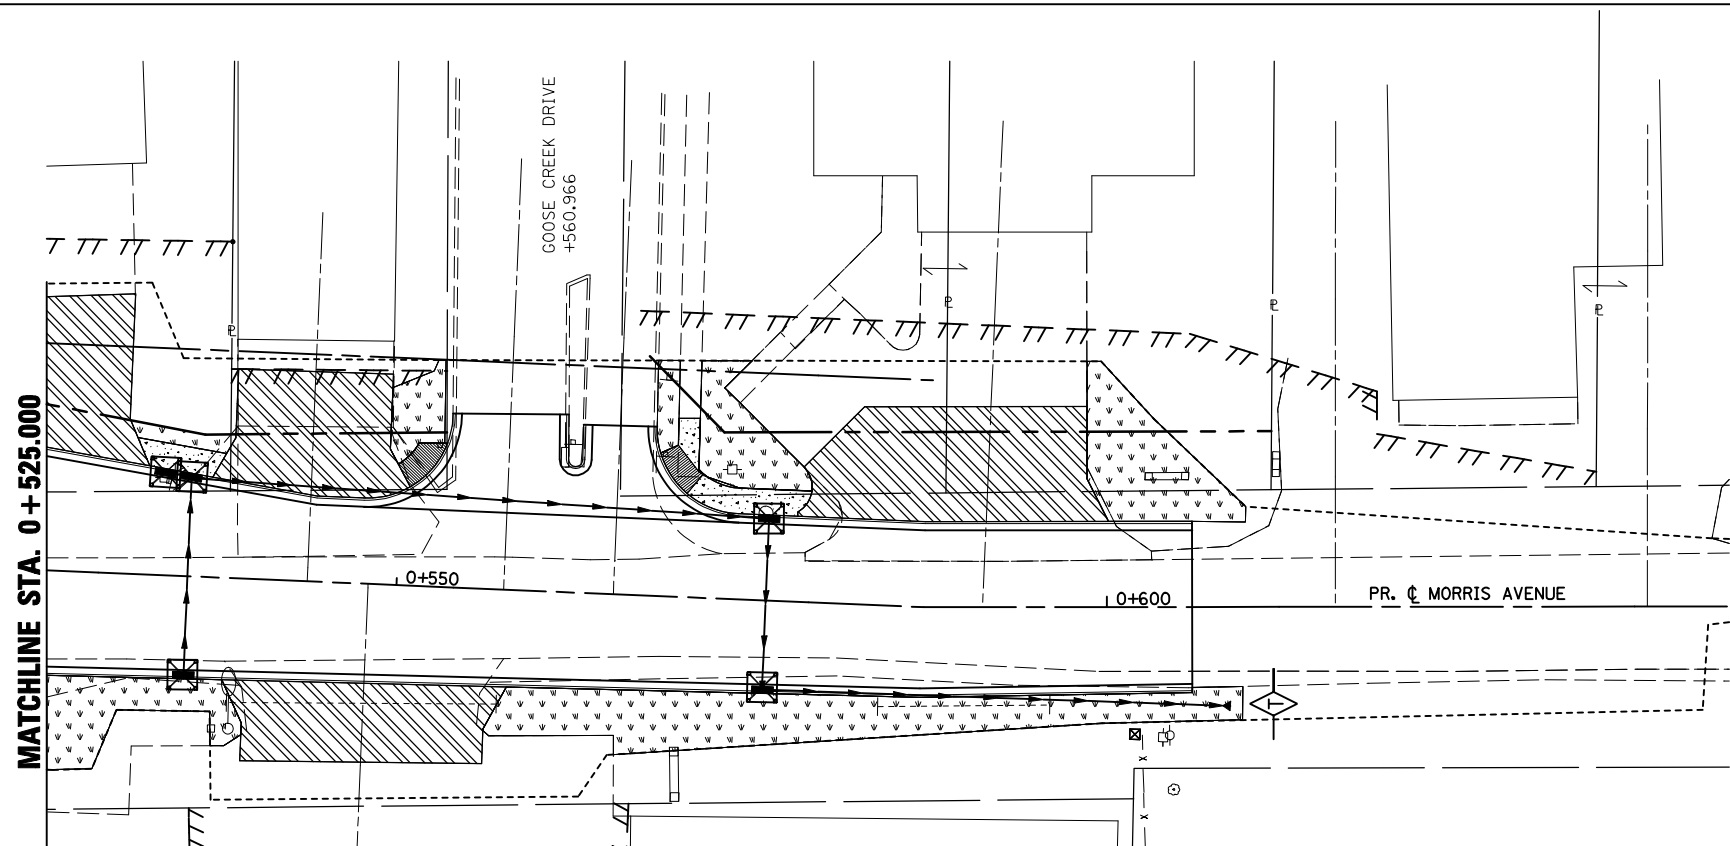 GOOSE CREEK DRIVE
+560.966
MATCHLINE STA. 0+525.000
℄ 
0+550
0+600
PR. ℄ MORRIS AVENUE
T
x
x